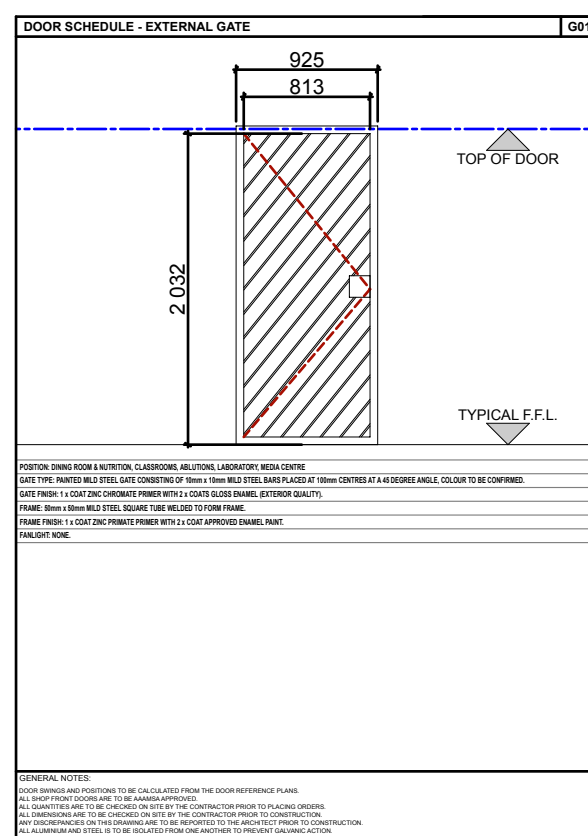 DOOR SCHEDULE - EXTERNAL GATE G01
925
813
TOP OF DOOR
2 032
TYPICAL F.F.L.
POSITION: DINING ROOM & NUTRITION, CLASSROOMS, ABLUTIONS, LABORATORY, MEDIA CENTRE
GATE TYPE: PAINTED MILD STEEL GATE CONSISTING OF 10mm x 10mm MILD STEEL BARS PLACED AT 100mm CENTRES AT A 45 DEGREE ANGLE, COLOUR TO BE CONFIRMED.
GATE FINISH: 1 x COAT ZINC CHROMATE PRIMER WITH 2 x COATS GLOSS ENAMEL (EXTERIOR QUALITY).
FRAME: 50mm x 50mm MILD STEEL SQUARE TUBE WELDED TO FORM FRAME.
FRAME FINISH: 1 x COAT ZINC PRIMATE PRIMER WITH 2 x COAT APPROVED ENAMEL PAINT.
FANLIGHT: NONE.
GENERAL NOTES:
DOOR SWINGS AND POSITIONS TO BE CALCULATED FROM THE DOOR REFERENCE PLANS.
ALL SHOP FRONT DOORS ARE TO BE AAAMSA APPROVED.
ALL QUANTITIES ARE TO BE CHECKED ON SITE BY THE CONTRACTOR PRIOR TO PLACING ORDERS.
ALL DIMENSIONS ARE TO BE CHECKED ON SITE BY THE CONTRACTOR PRIOR TO CONSTRUCTION.
ANY DISCREPANCIES ON THIS DRAWING ARE TO BE REPORTED TO THE ARCHITECT PRIOR TO CONSTRUCTION.
ALL ALUMINIUM AND STEEL IS TO BE ISOLATED FROM ONE ANOTHER TO PREVENT GALVANIC ACTION.